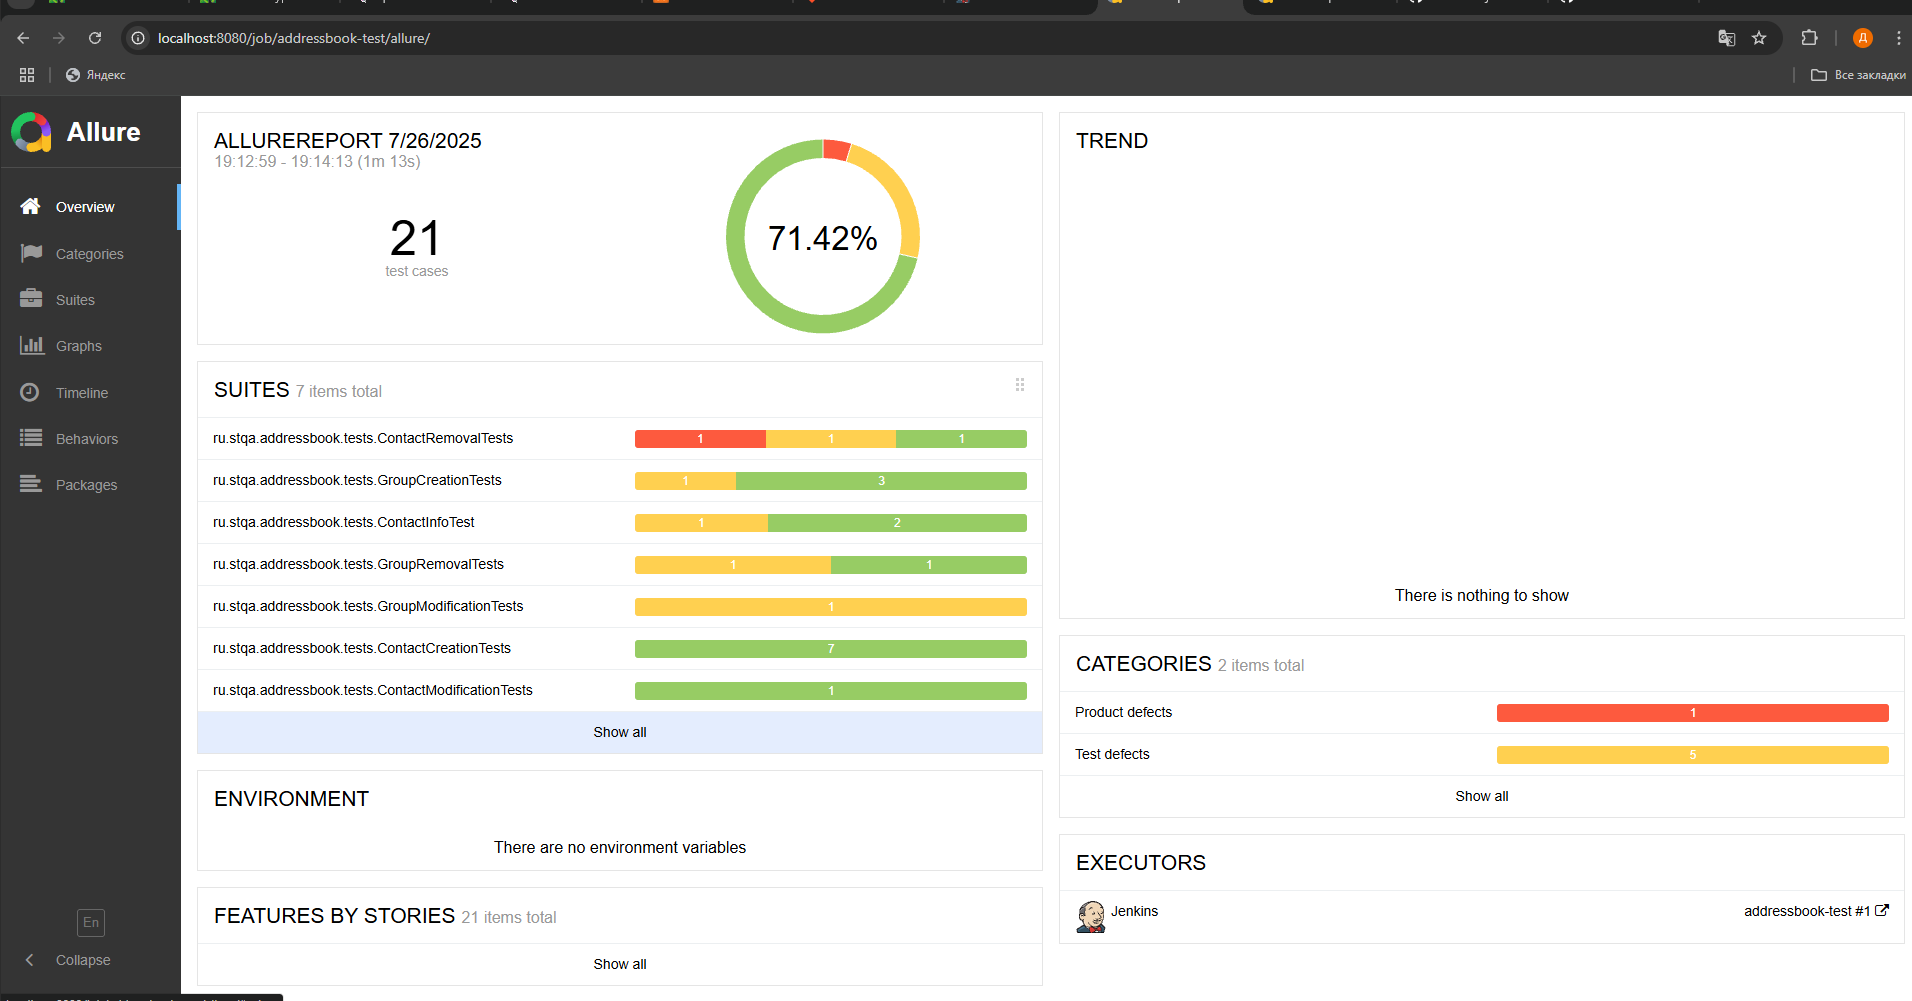 localhost:8080/job/addressbook-test/allure/
Д
Яндекс
Все закладки
Allure
Overview
Categories
Suites
Graphs
Timeline
Behaviors
Packages
En
Collapse
ALLUREREPORT 7/26/2025
19:12:59 - 19:14:13 (1m 13s)
21
test cases
71.42%
SUITES 7 items total
ru.stqa.addressbook.tests.ContactRemovalTests 1 1 1
ru.stqa.addressbook.tests.GroupCreationTests 1 3
ru.stqa.addressbook.tests.ContactInfoTest 1 2
ru.stqa.addressbook.tests.GroupRemovalTests 1 1
ru.stqa.addressbook.tests.GroupModificationTests 1
ru.stqa.addressbook.tests.ContactCreationTests 7
ru.stqa.addressbook.tests.ContactModificationTests 1
Show all
ENVIRONMENT
There are no environment variables
FEATURES BY STORIES 21 items total
Show all
TREND
There is nothing to show
CATEGORIES 2 items total
Product defects 1
Test defects 5
Show all
EXECUTORS
Jenkins addressbook-test #1